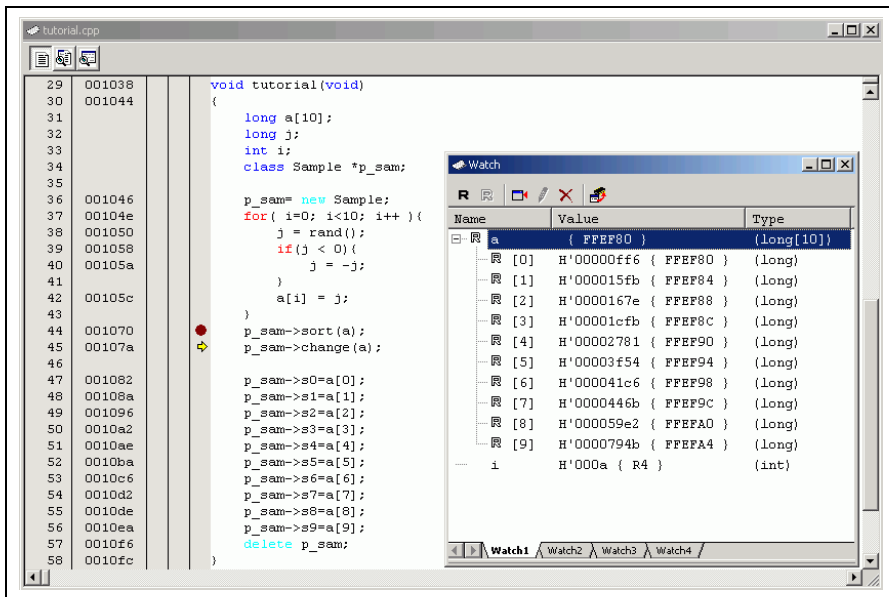 tutorial.cpp
29 001038 void tutorial(void)
30 001044 {
31 long a[10];
32 long j;
33 int i;
34 class Sample *p_sam;
35
36 001046 p_sam= new Sample;
37 00104e for( i=0; i<10; i++ ){
38 001050 j = rand();
39 001058 if(j < 0){
40 00105a j = -j;
41 }
42 00105c a[i] = j;
43 }
44 001070 p_sam->sort(a);
45 00107a p_sam->change(a);
46
47 001082 p_sam->s0=a[0];
48 00108a p_sam->s1=a[1];
49 001096 p_sam->s2=a[2];
50 0010a2 p_sam->s3=a[3];
51 0010ae p_sam->s4=a[4];
52 0010ba p_sam->s5=a[5];
53 0010c6 p_sam->s6=a[6];
54 0010d2 p_sam->s7=a[7];
55 0010de p_sam->s8=a[8];
56 0010ea p_sam->s9=a[9];
57 0010f6 delete p_sam;
58 0010fc }
Watch
R R
Name Value Type
R a { FFEF80 } (long[10])
R [0] H'00000ff6 { FFEF80 } (long)
R [1] H'000015fb { FFEF84 } (long)
R [2] H'0000167e { FFEF88 } (long)
R [3] H'00001cfb { FFEF8C } (long)
R [4] H'00002781 { FFEF90 } (long)
R [5] H'00003f54 { FFEF94 } (long)
R [6] H'000041c6 { FFEF98 } (long)
R [7] H'0000446b { FFEF9C } (long)
R [8] H'000059e2 { FFEFA0 } (long)
R [9] H'0000794b { FFEFA4 } (long)
i H'000a { R4 } (int)
Watch1 Watch2 Watch3 Watch4